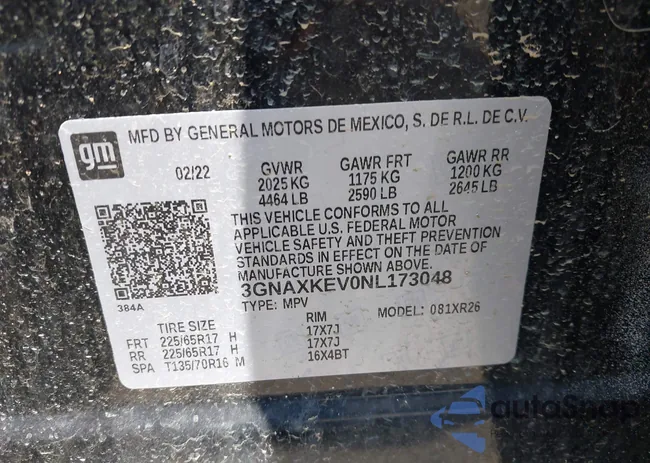 gm
MFD BY GENERAL MOTORS DE MEXICO, S. DE R.L. DE C.V.
02/22 GVWR GAWR FRT GAWR RR
2025 KG 1175 KG 1200 KG
4464 LB 2590 LB 2645 LB
THIS VEHICLE CONFORMS TO ALL
APPLICABLE U.S. FEDERAL MOTOR
VEHICLE SAFETY AND THEFT PREVENTION
STANDARDS IN EFFECT ON THE DATE OF
MANUFACTURE SHOWN ABOVE.
3GNAXKEV0NL173048
384A TYPE: MPV MODEL: 081XR26
TIRE SIZE RIM
FRT 225/65R17 H 17X7J
RR 225/65R17 H 17X7J
SPA T135/70R16 M 16X4BT
autoSnap